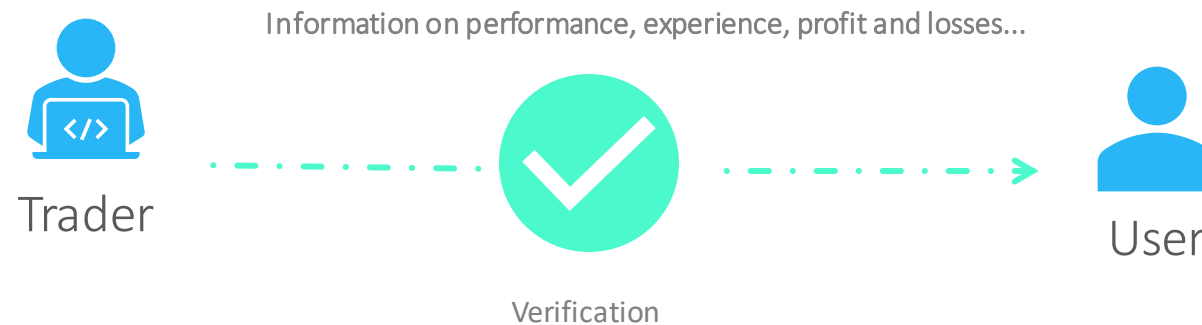 Information on performance, experience, profit and losses...
</>
Trader
User
Verification